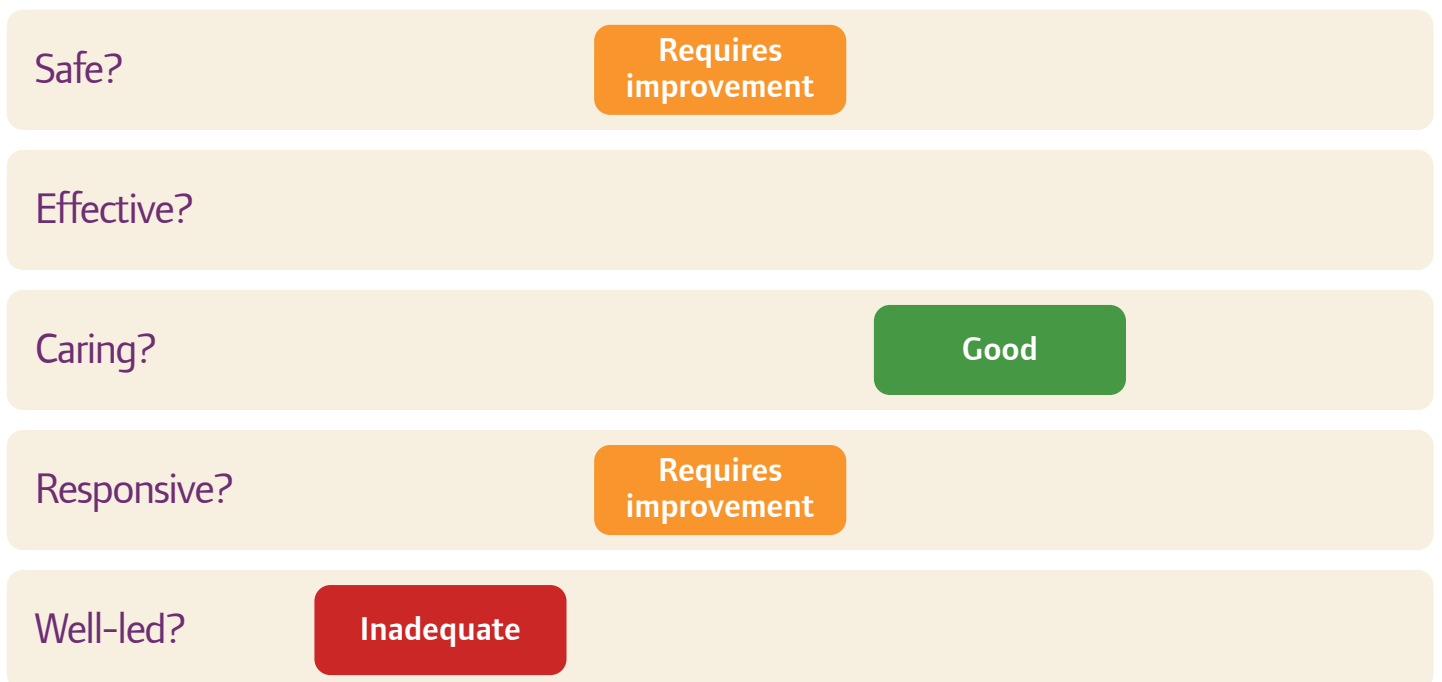 Safe?
Requires
improvement
Effective?
Caring?
Good
Responsive?
Requires
improvement
Well-led?
Inadequate